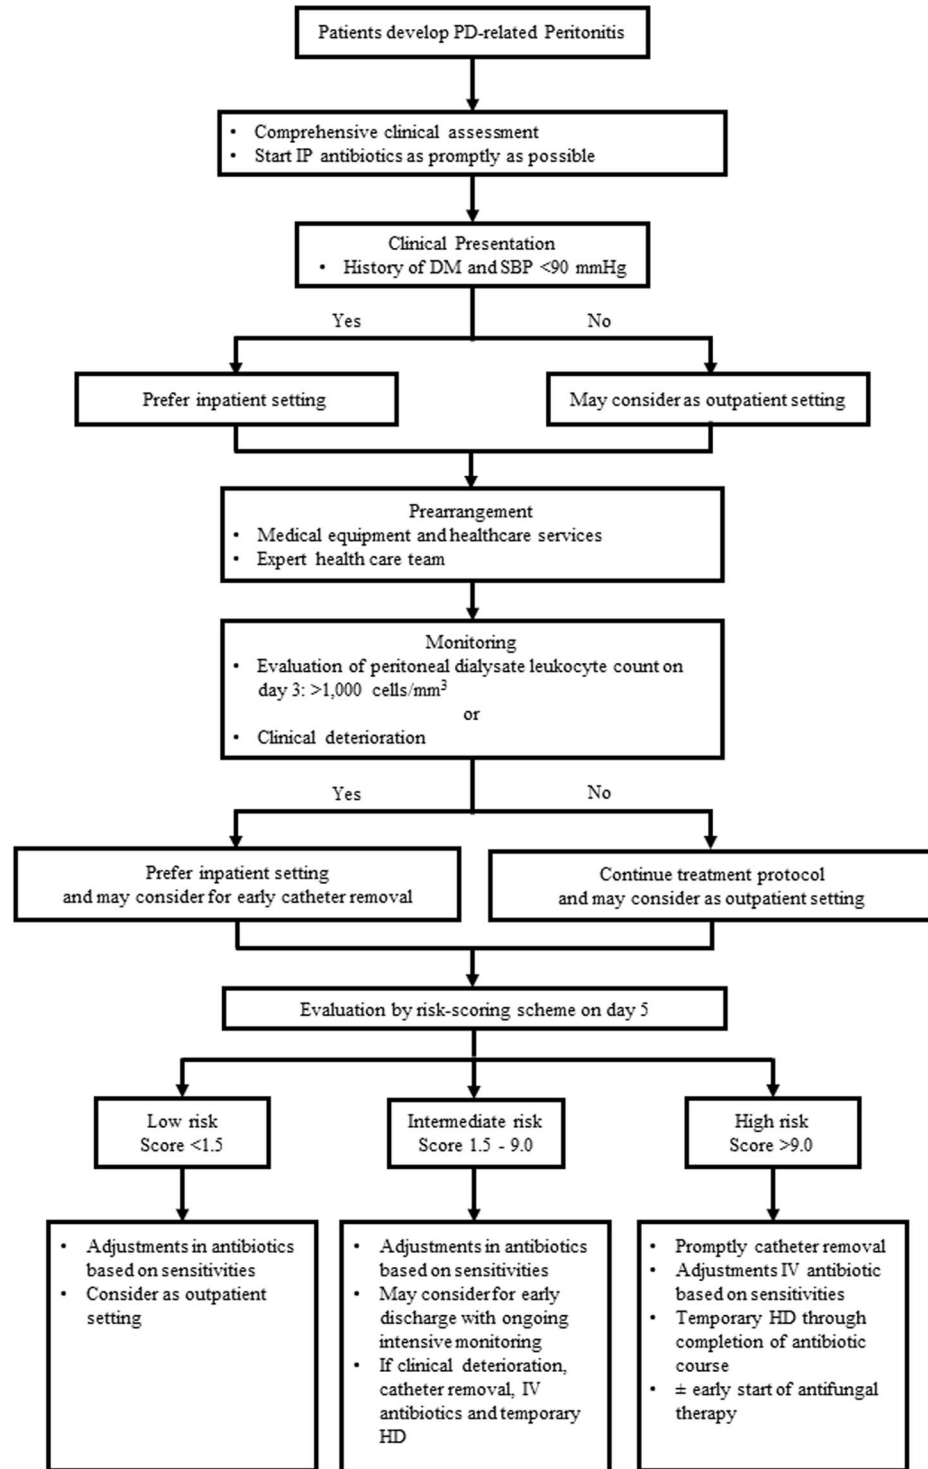 Patients develop PD-related Peritonitis
• Comprehensive clinical assessment
• Start IP antibiotics as promptly as possible
Clinical Presentation
• History of DM and SBP <90 mmHg
Yes
No
Prefer inpatient setting
May consider as outpatient setting
Prearrangement
• Medical equipment and healthcare services
• Expert health care team
Monitoring
• Evaluation of peritoneal dialysate leukocyte count on
day 3: >1,000 cells/mm³
or
• Clinical deterioration
Yes
No
Prefer inpatient setting
and may consider for early catheter removal
Continue treatment protocol
and may consider as outpatient setting
Evaluation by risk-scoring scheme on day 5
Low risk
Score <1.5
Intermediate risk
Score 1.5 - 9.0
High risk
Score >9.0
• Adjustments in antibiotics
based on sensitivities
• Consider as outpatient
setting
• Adjustments in antibiotics
based on sensitivities
• May consider for early
discharge with ongoing
intensive monitoring
• If clinical deterioration,
catheter removal, IV
antibiotics and temporary
HD
• Promptly catheter removal
• Adjustments IV antibiotic
based on sensitivities
• Temporary HD through
completion of antibiotic
course
• ± early start of antifungal
therapy